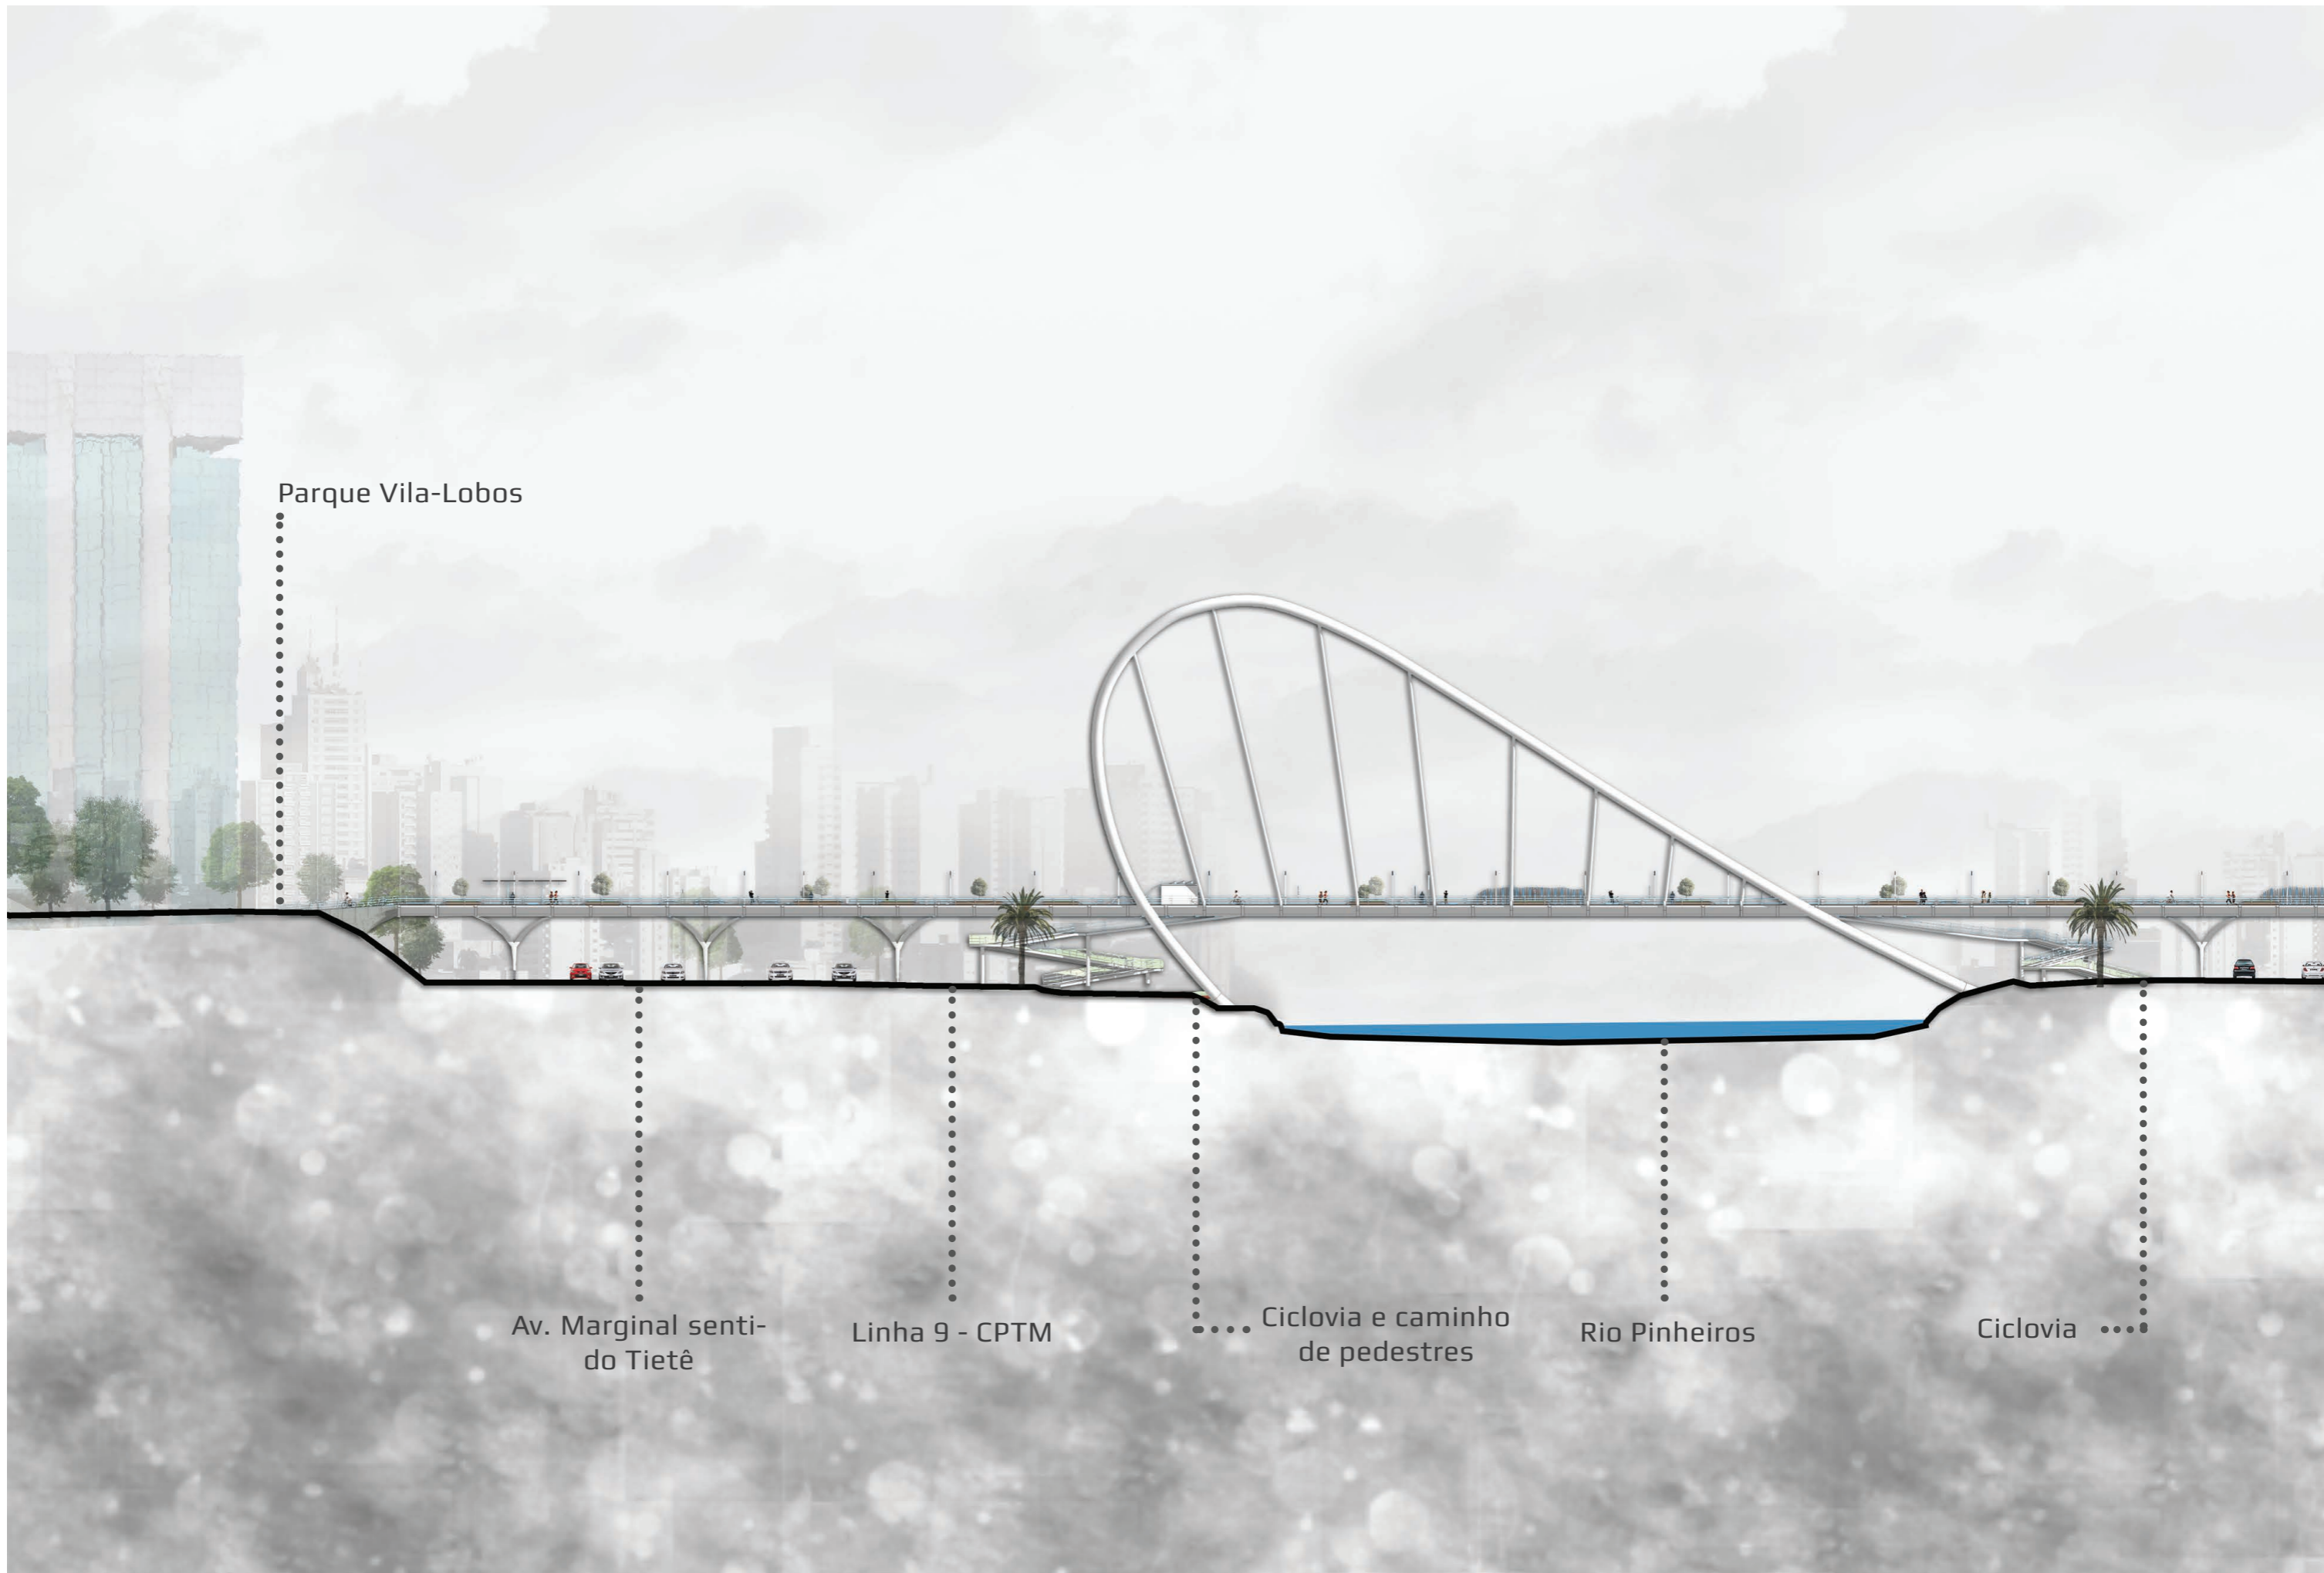 Parque Vila-Lobos
Av. Marginal senti-
do Tietê
Linha 9 - CPTM
Ciclovia e caminho
de pedestres
Rio Pinheiros
Ciclovia